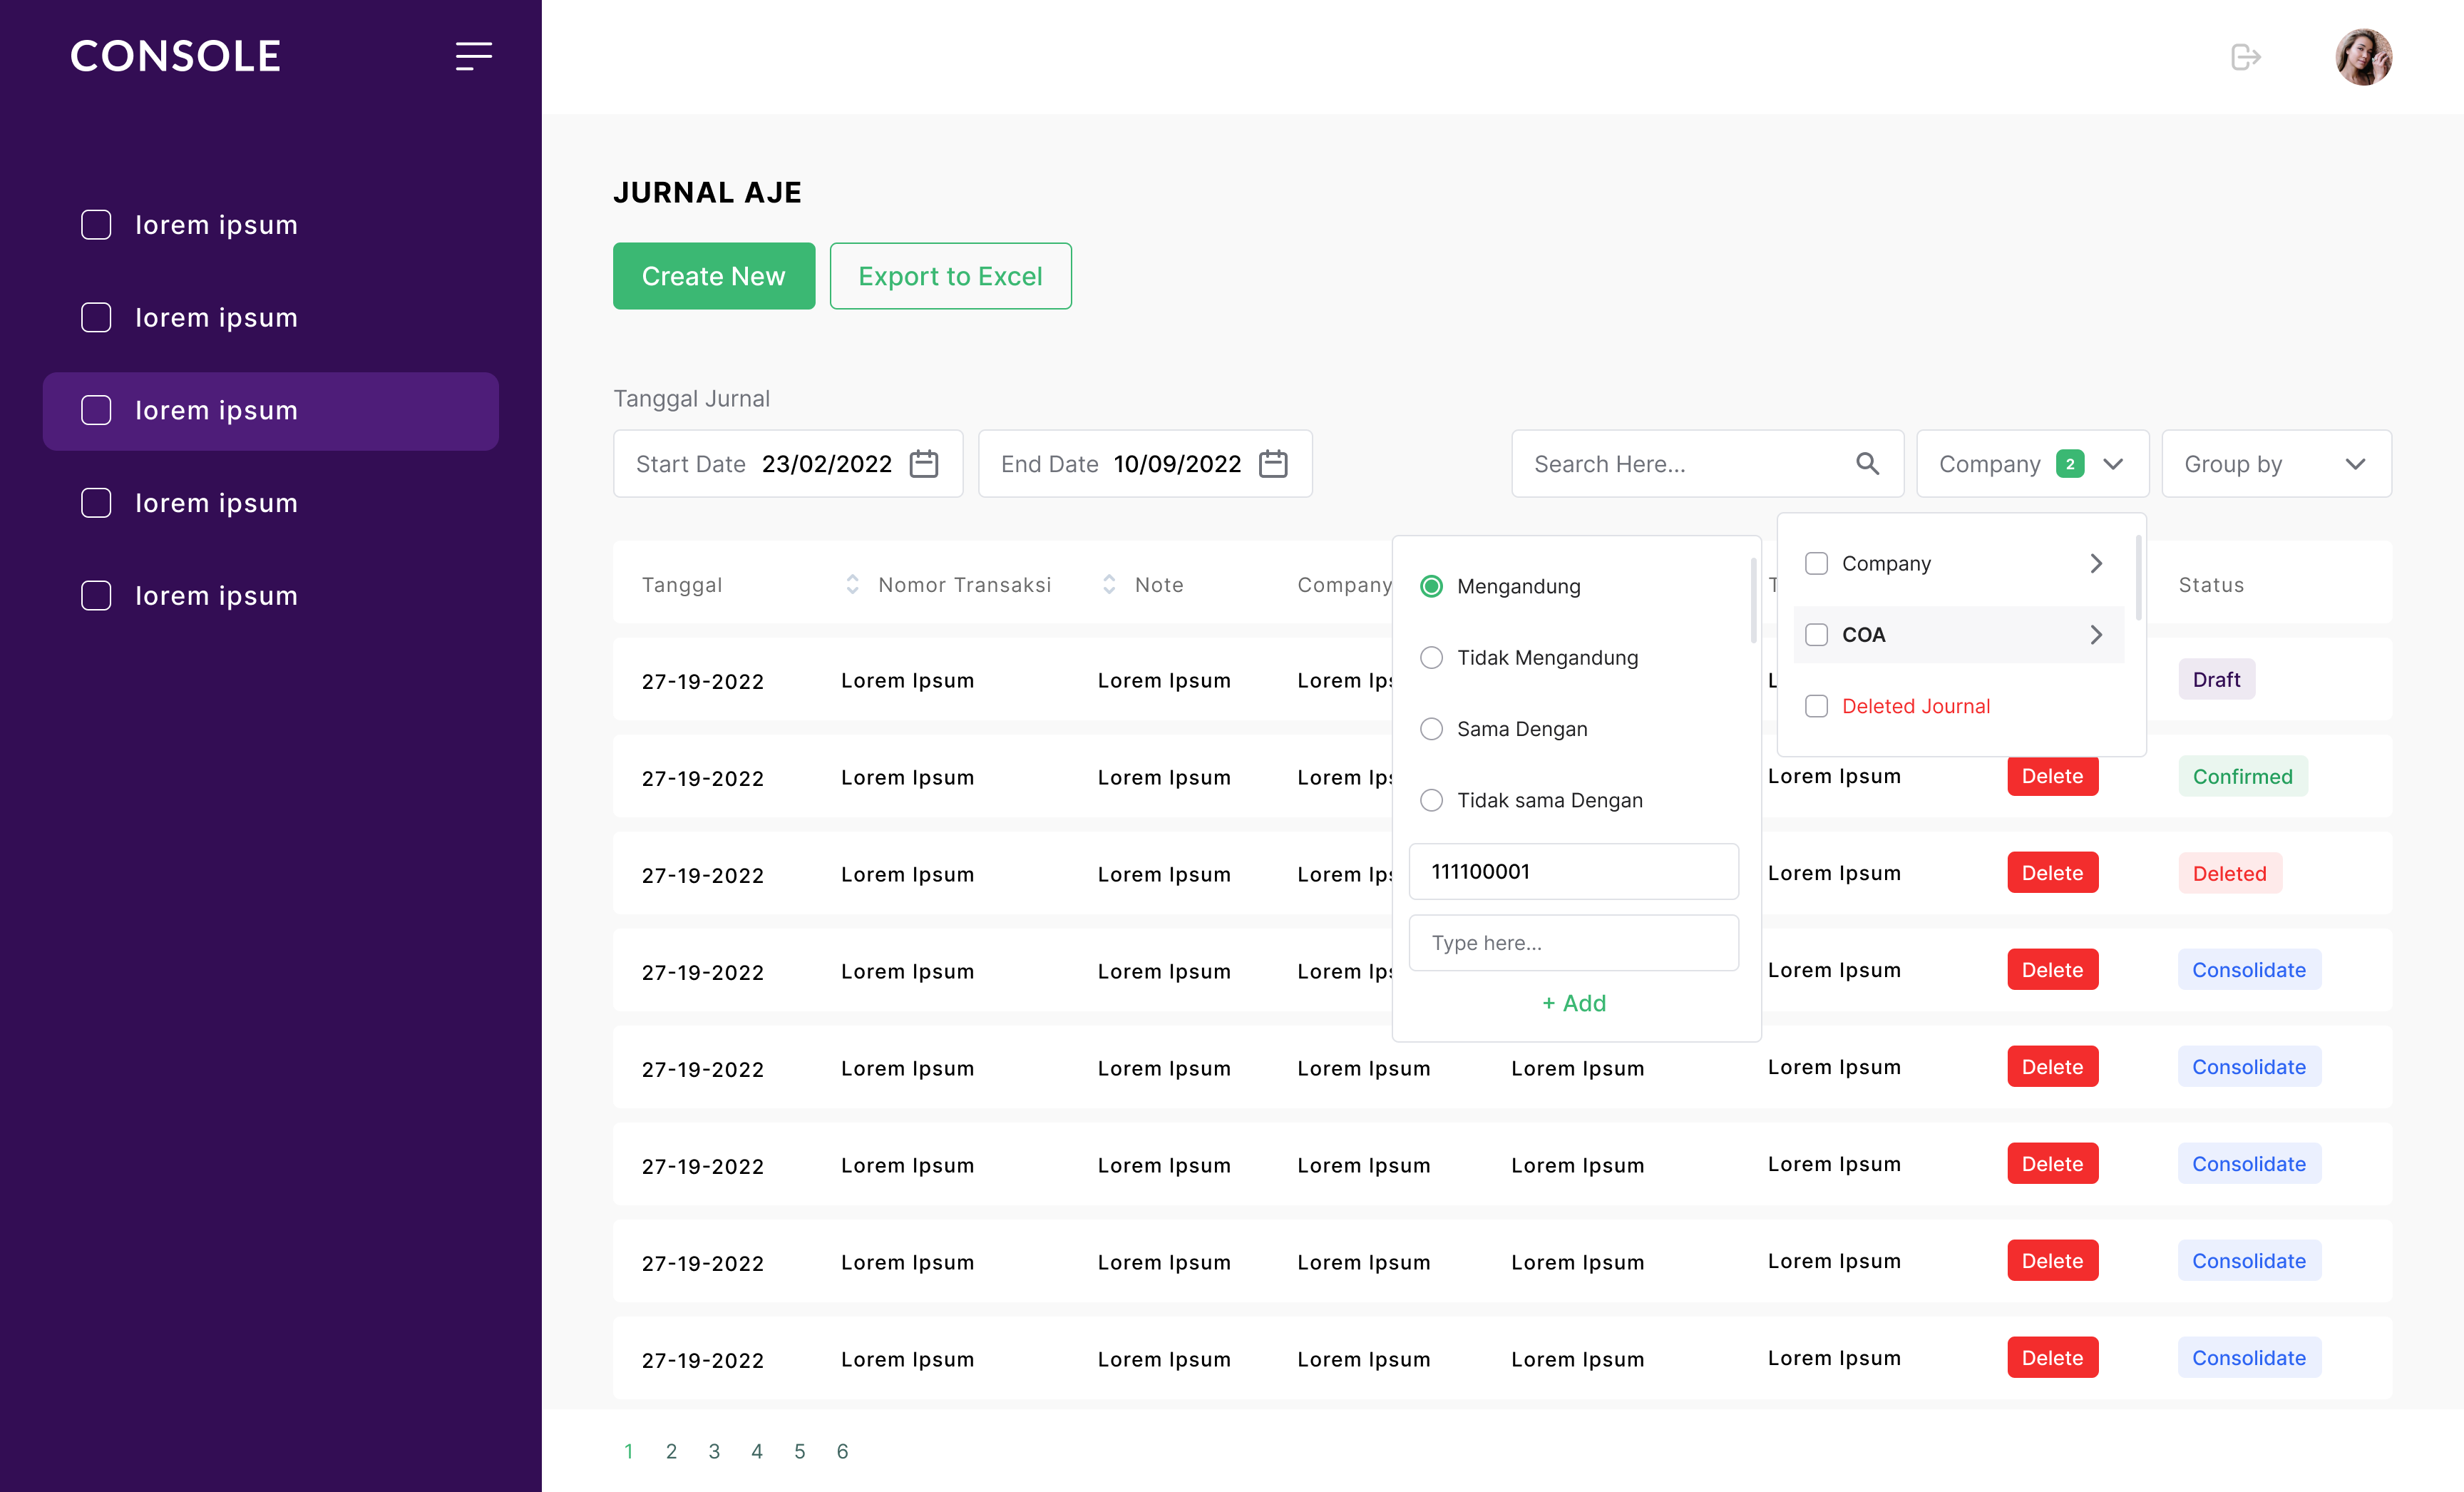 CONSOLE
lorem ipsum
lorem ipsum
lorem ipsum
lorem ipsum
lorem ipsum
JURNAL AJE
Create New
Export to Excel
Tanggal Jurnal
Start Date 23/02/2022
End Date 10/09/2022
Search Here...
Company 2
Group by
Company
COA
Deleted Journal
Mengandung
Tidak Mengandung
Sama Dengan
Tidak sama Dengan
111100001
Type here...
+ Add
Tanggal Nomor Transaksi Note Company Status
27-19-2022 Lorem Ipsum Lorem Ipsum Lorem Draft
27-19-2022 Lorem Ipsum Lorem Ipsum Lorem Lorem Ipsum Delete Confirmed
27-19-2022 Lorem Ipsum Lorem Ipsum Lorem Lorem Ipsum Delete Deleted
27-19-2022 Lorem Ipsum Lorem Ipsum Lorem Lorem Ipsum Delete Consolidate
27-19-2022 Lorem Ipsum Lorem Ipsum Lorem Ipsum Lorem Ipsum Lorem Ipsum Delete Consolidate
27-19-2022 Lorem Ipsum Lorem Ipsum Lorem Ipsum Lorem Ipsum Lorem Ipsum Delete Consolidate
27-19-2022 Lorem Ipsum Lorem Ipsum Lorem Ipsum Lorem Ipsum Lorem Ipsum Delete Consolidate
27-19-2022 Lorem Ipsum Lorem Ipsum Lorem Ipsum Lorem Ipsum Lorem Ipsum Delete Consolidate
1 2 3 4 5 6